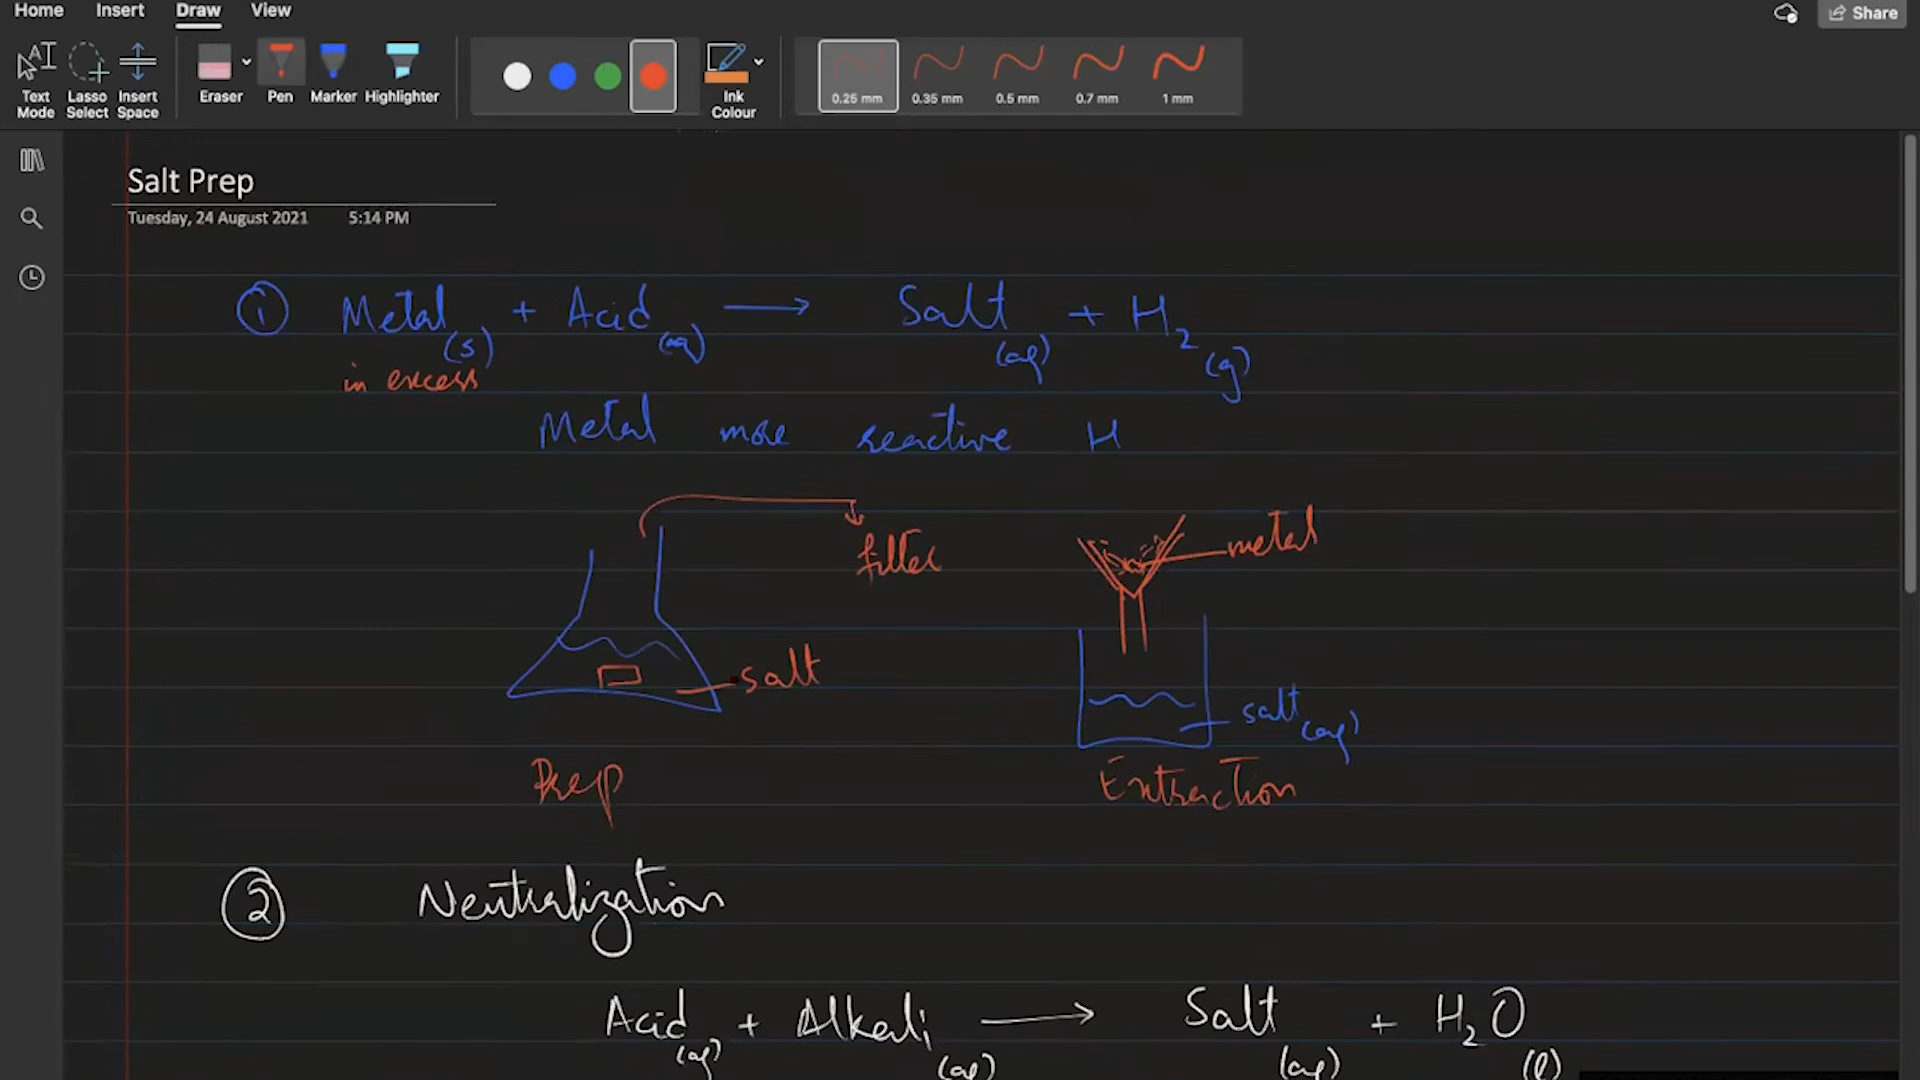 Home Insert Draw View Share
Text Mode Lasso Select Insert Space Eraser Pen Marker Highlighter Ink Colour 0.25 mm 0.35 mm 0.5 mm 0.7 mm 1 mm
Salt Prep
Tuesday, 24 August 2021 5:14 PM
① Metal(s) + Acid(aq) → Salt(aq) + H₂(g)
in excess
Metal more reactive H
filter
metal
salt
salt(aq)
Prep
Extraction
② Neutralization
Acid(aq) + Alkali(aq) → Salt(aq) + H₂O(l)